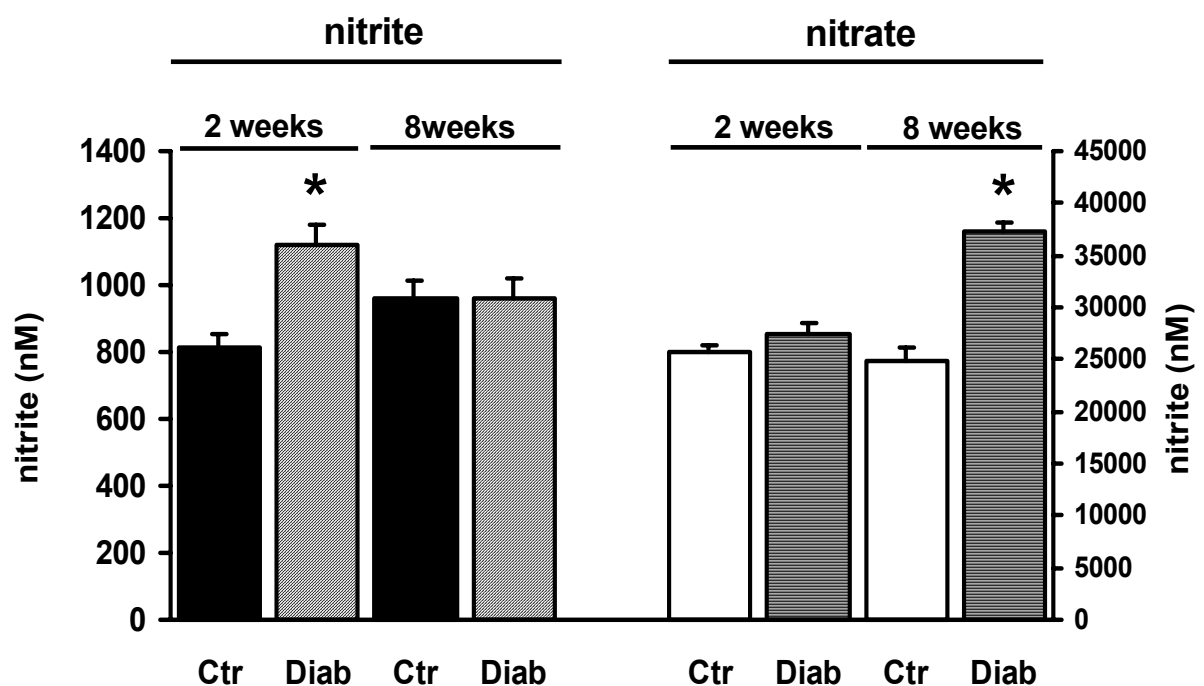 nitrite nitrate
2 weeks 8weeks 2 weeks 8 weeks
1400 45000
* *
1200 40000
1000 35000
800 30000
600 25000
400 20000
200 15000
0 10000
5000
0
nitrite (nM)
nitrite (nM)
Ctr Diab Ctr Diab Ctr Diab Ctr Diab